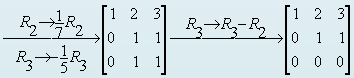 R₂→1/7R₂
R₃→-1/5R₃
[1 2 3
0 1 1
0 1 1]
R₃→R₃-R₂
[1 2 3
0 1 1
0 0 0]